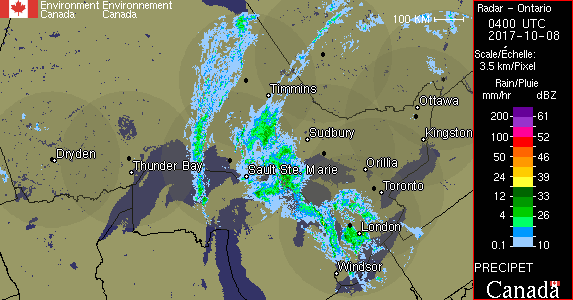 Environment Environnement
Canada Canada
100 KM
Timmins
Ottawa
Sudbury
Kingston
Dryden
Thunder Bay
Sault Ste. Marie
Orillia
Toronto
London
Windsor
Radar - Ontario
0400 UTC
2017-10-08
Scale/Échelle:
3.5 km/Pixel
Rain/Pluie
mm/hr dBZ
200 61
100 52
50 46
24 39
12 33
4 26
0.1 10
PRECIPET
Canada